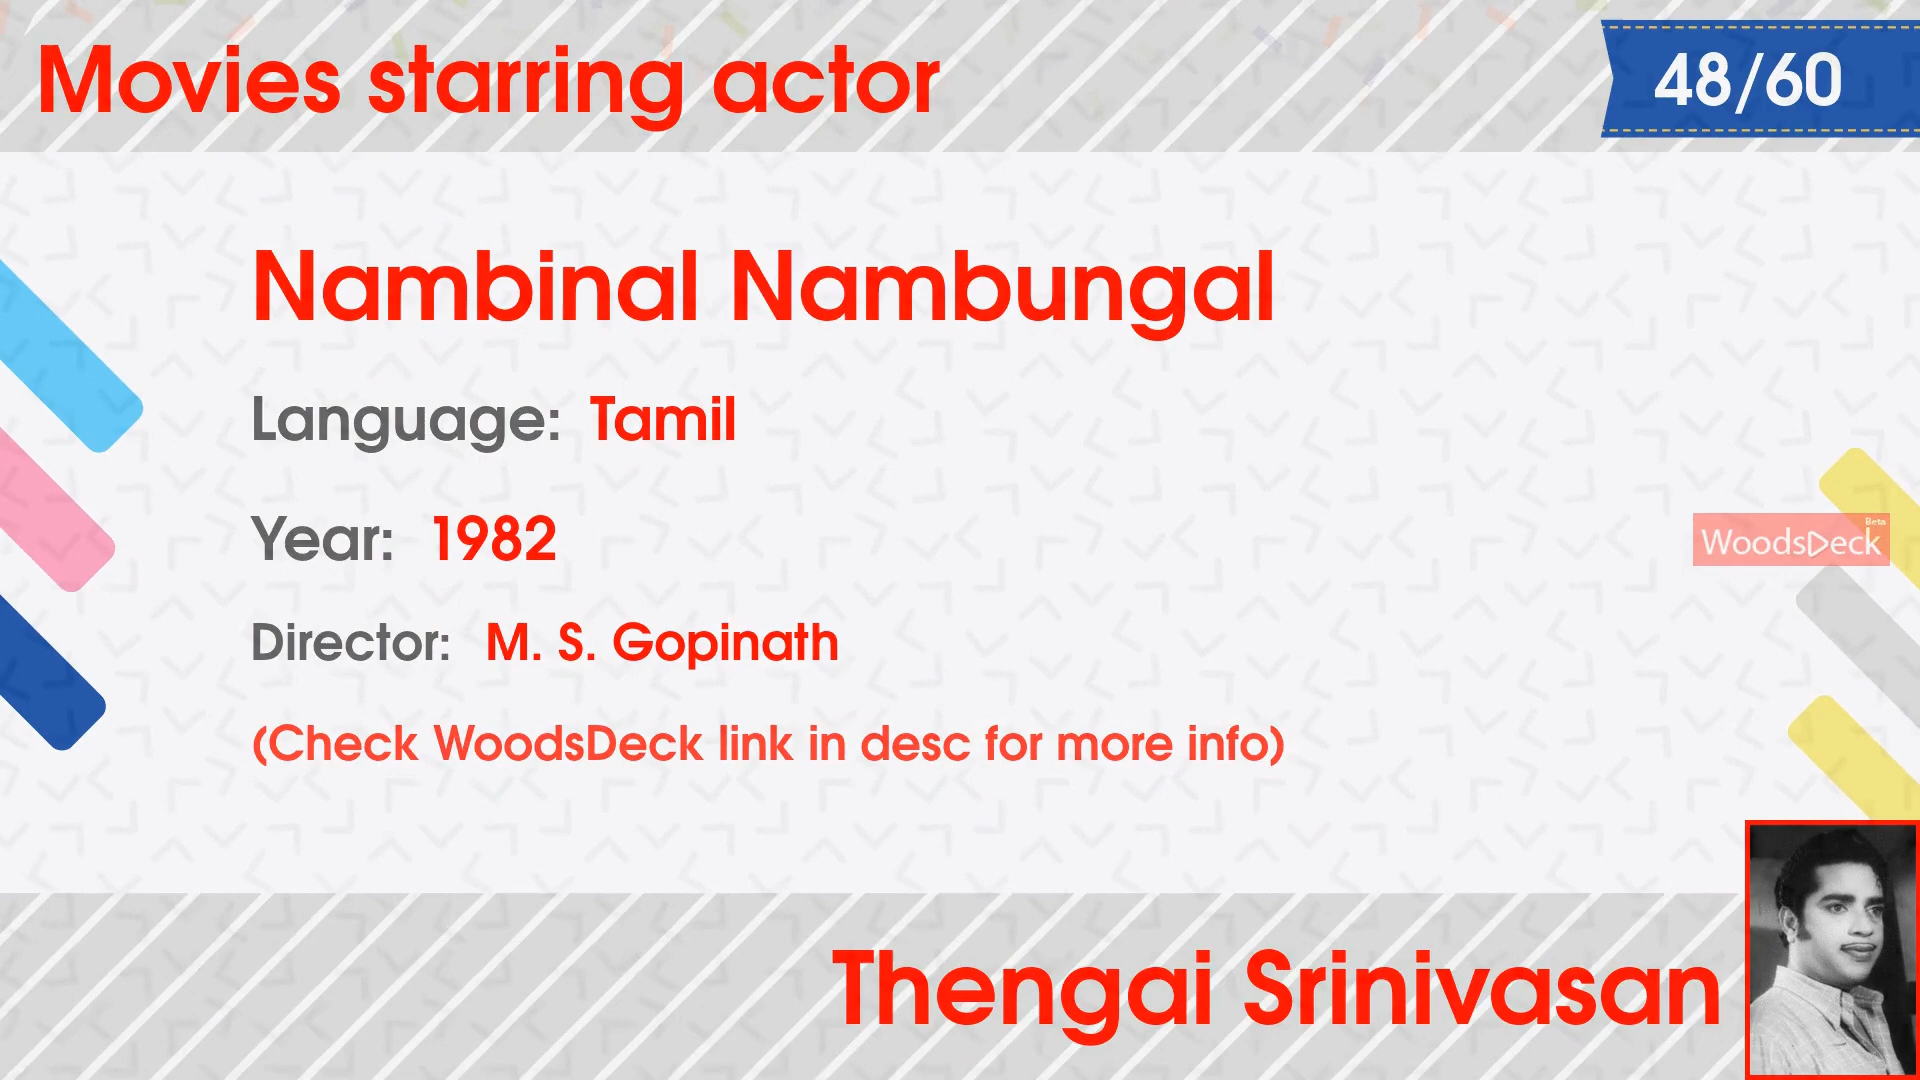 Movies starring actor
48/60
Nambinal Nambungal
Language: Tamil
Year: 1982
Director: M. S. Gopinath
(Check WoodsDeck link in desc for more info)
WoodsDeck Beta
Thengai Srinivasan